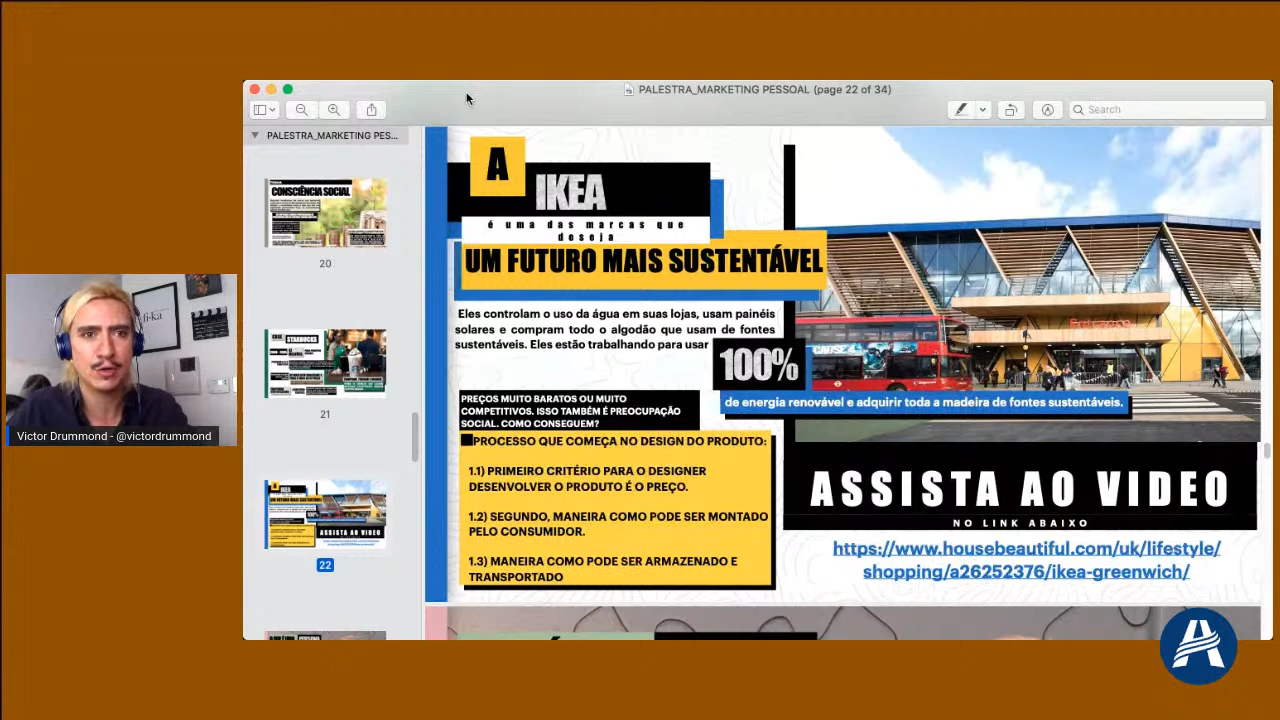 PALESTRA_MARKETING PESSOAL (page 22 of 34)
Search
PALESTRA_MARKETING PES...
CONSCIÊNCIA SOCIAL
20
STARBUCKS
21
22
fi·ka
Victor Drummond - @victordrummond
A
IKEA
é uma das marcas que
deseja
UM FUTURO MAIS SUSTENTÁVEL
Eles controlam o uso da água em suas lojas, usam painéis
solares e compram todo o algodão que usam de fontes
sustentáveis. Eles estão trabalhando para usar
100%
de energia renovável e adquirir toda a madeira de fontes sustentáveis.
PREÇOS MUITO BARATOS OU MUITO
COMPETITIVOS. ISSO TAMBÉM É PREOCUPAÇÃO
SOCIAL. COMO CONSEGUEM?
PROCESSO QUE COMEÇA NO DESIGN DO PRODUTO:
1.1) PRIMEIRO CRITÉRIO PARA O DESIGNER
DESENVOLVER O PRODUTO É O PREÇO.
1.2) SEGUNDO, MANEIRA COMO PODE SER MONTADO
PELO CONSUMIDOR.
1.3) MANEIRA COMO PODE SER ARMAZENADO E
TRANSPORTADO
ASSISTA AO VIDEO
NO LINK ABAIXO
https://www.housebeautiful.com/uk/lifestyle/
shopping/a26252376/ikea-greenwich/